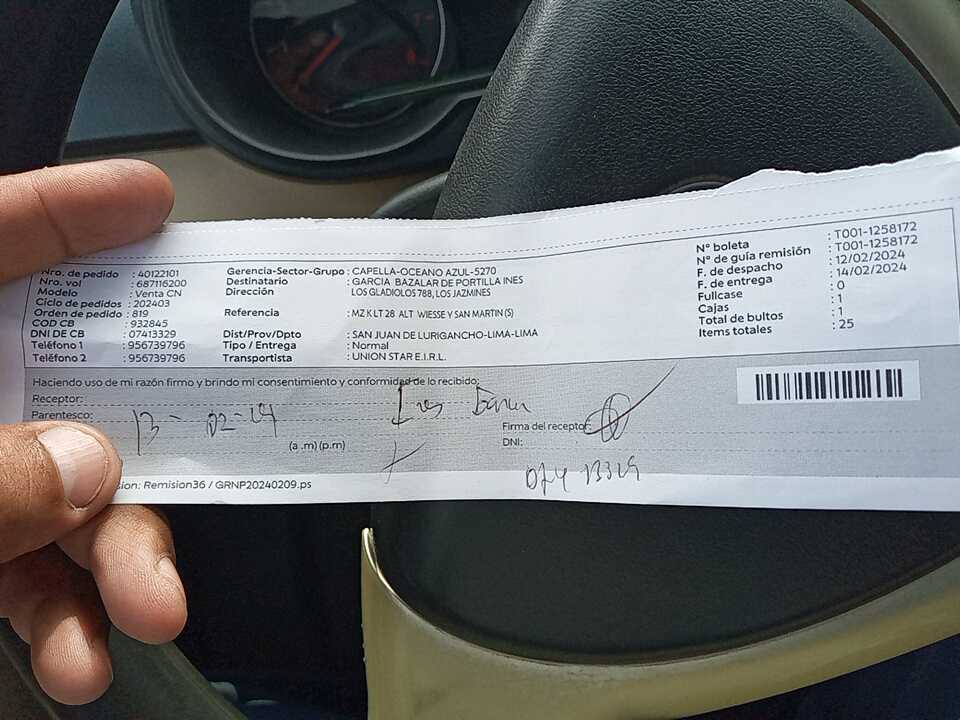 Nro. de pedido : 40122101
Nro. vol : 687116200
Modelo : Venta CN
Ciclo de pedidos : 202403
Orden de pedido : 819
COD CB : 932845
DNI DE CB : 07413329
Teléfono 1 : 956739796
Teléfono 2 : 956739796
Gerencia-Sector-Grupo : CAPELLA-OCEANO AZUL-5270
Destinatario : GARCIA BAZALAR DE PORTILLA INES
Dirección LOS GLADIOLOS 788, LOS JAZMINES
Referencia : MZ K LT 28 ALT WIESSE Y SAN MARTIN (S)
Dist/Prov/Dpto : SAN JUAN DE LURIGANCHO-LIMA-LIMA
Tipo / Entrega : Normal
Transportista : UNION STAR E.I.R.L.
N° boleta : T001-1258172
N° de guía remisión : T001-1258172
F. de despacho : 12/02/2024
F. de entrega : 14/02/2024
Fullcase : 0
Cajas : 1
Total de bultos : 1
Items totales : 25
Haciendo uso de mi razón firmo y brindo mi consentimiento y conformidad de lo recibido:
Receptor:
Parentesco:
13 - 02 - 24
(a .m) (p.m)
Firma del receptor:
DNI:
07413329
sion: Remision36 / GRNP20240209.ps